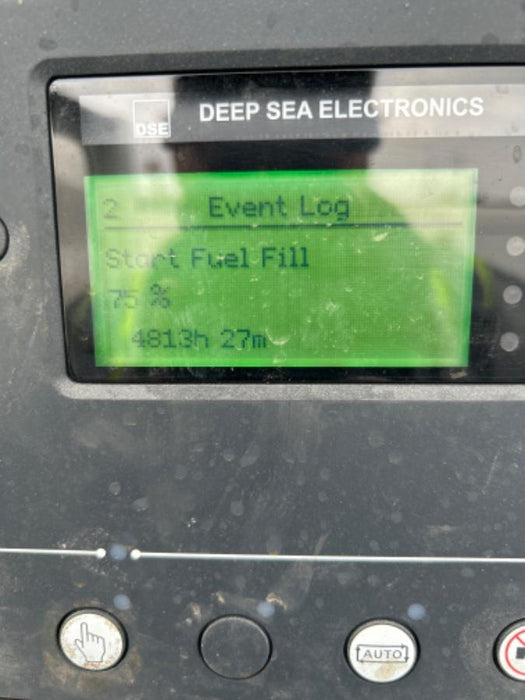 DSE
DEEP SEA ELECTRONICS
2 Event Log
Start Fuel Fill
75 %
4813h 27m
AUTO